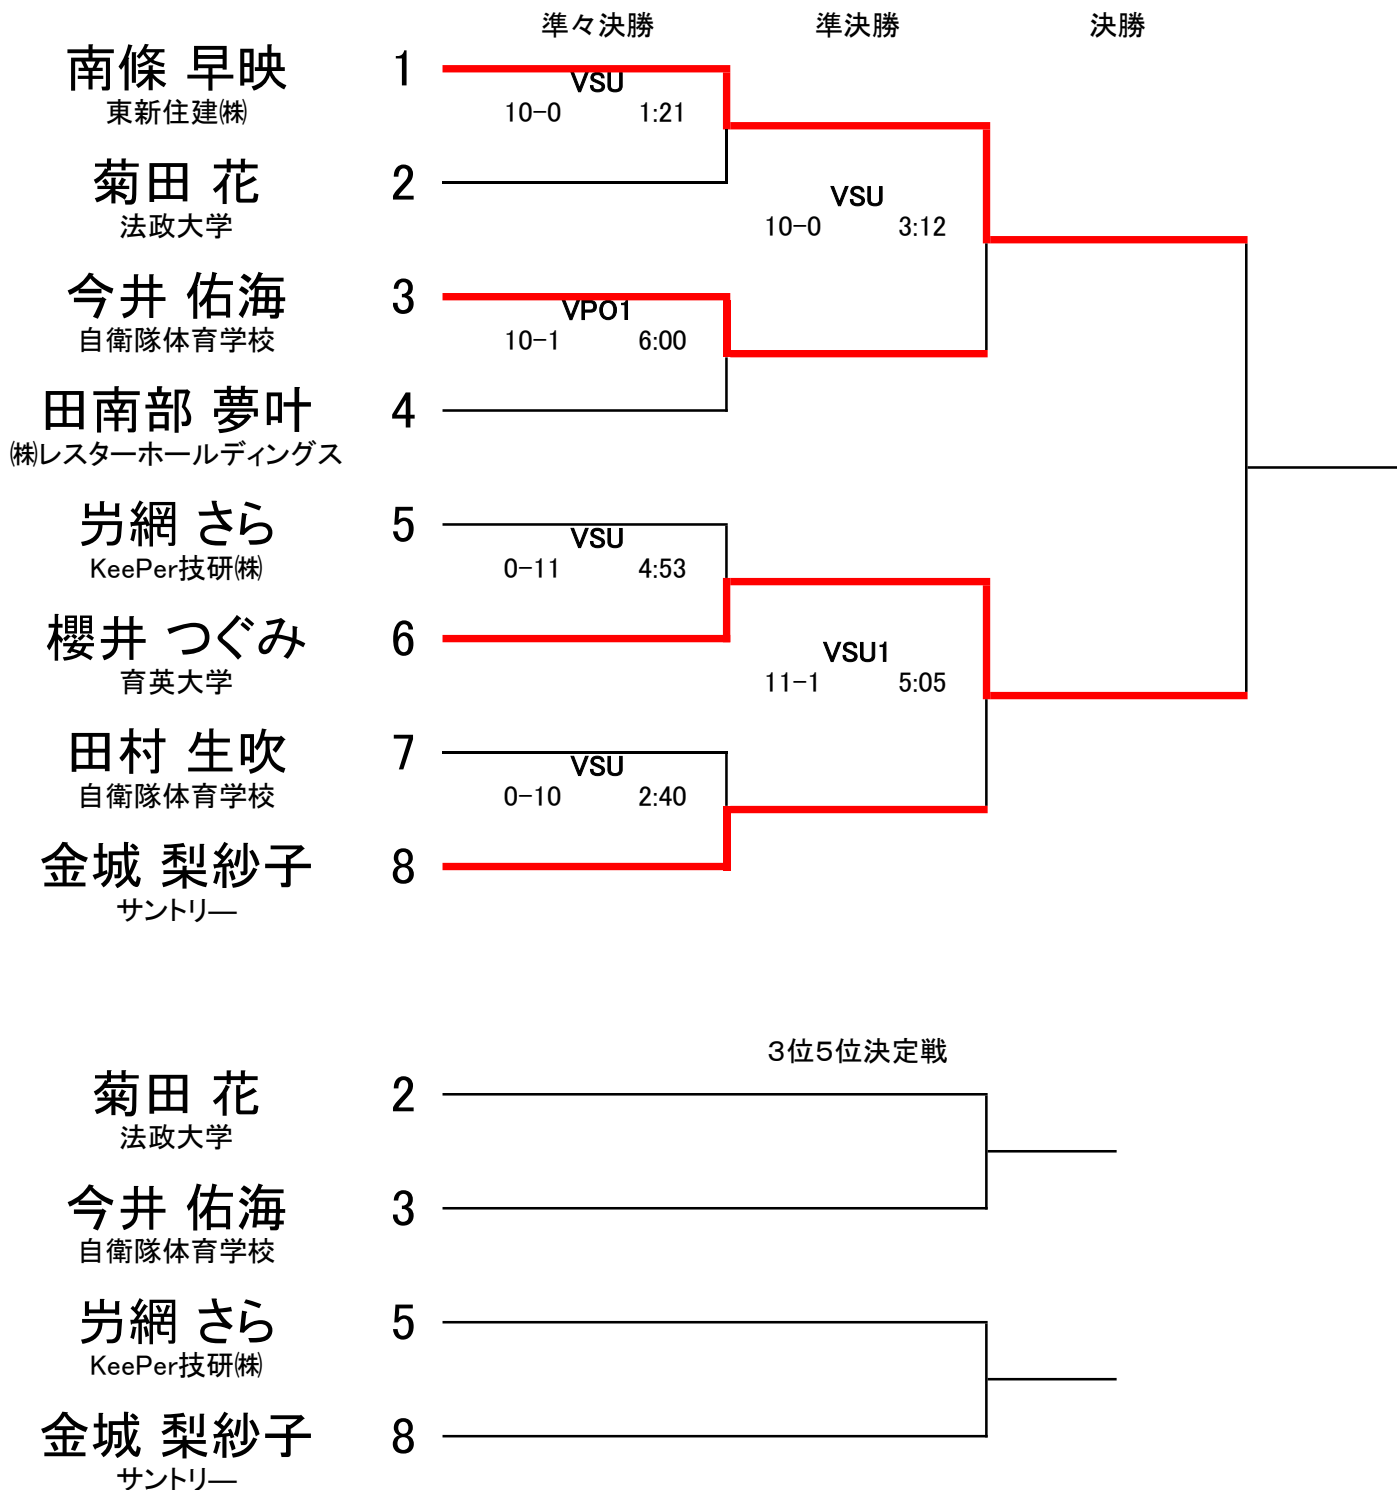 準々決勝 準決勝 決勝
南條 早映 1
東新住建㈱
VSU
10-0 1:21
菊田 花 2
法政大学
VSU
10-0 3:12
今井 佑海 3
自衛隊体育学校
VPO1
10-1 6:00
田南部 夢叶 4
㈱レスターホールディングス
屶網 さら 5
KeePer技研㈱
VSU
0-11 4:53
櫻井 つぐみ 6
育英大学
VSU1
11-1 5:05
田村 生吹 7
自衛隊体育学校
VSU
0-10 2:40
金城 梨紗子 8
サントリ―
３位５位決定戦
菊田 花 2
法政大学
今井 佑海 3
自衛隊体育学校
屶網 さら 5
KeePer技研㈱
金城 梨紗子 8
サントリ―